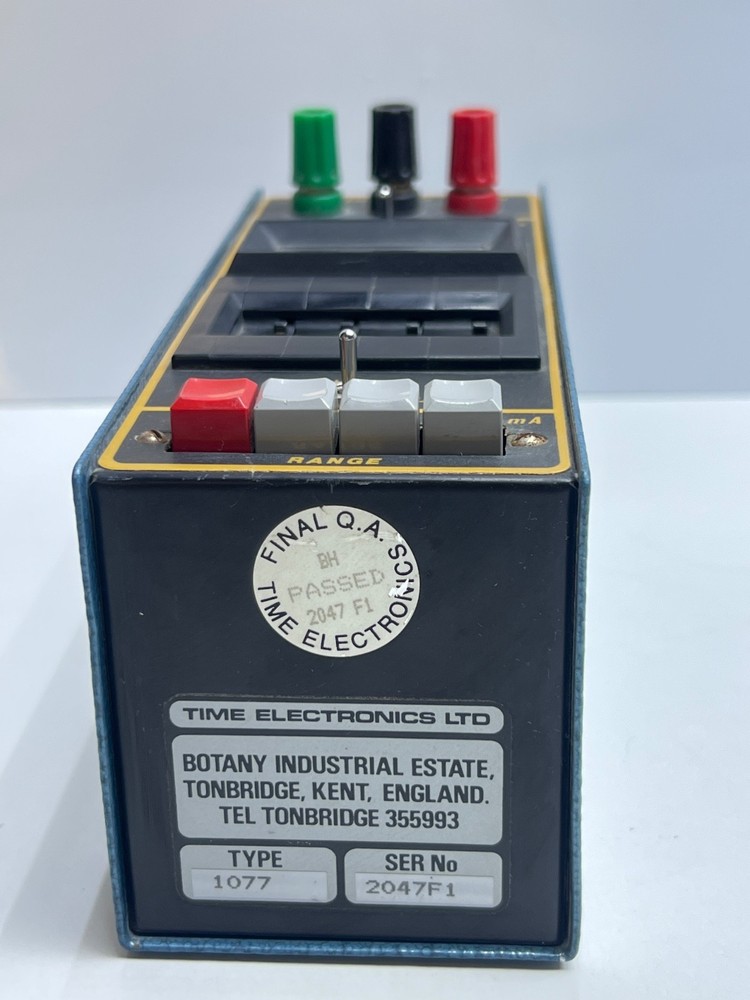 mA
RANGE
FINAL Q.A.
BH
PASSED
2047 F1
TIME ELECTRONICS
TIME ELECTRONICS LTD
BOTANY INDUSTRIAL ESTATE,
TONBRIDGE, KENT, ENGLAND.
TEL TONBRIDGE 355993
TYPE
1077
SER No
2047F1